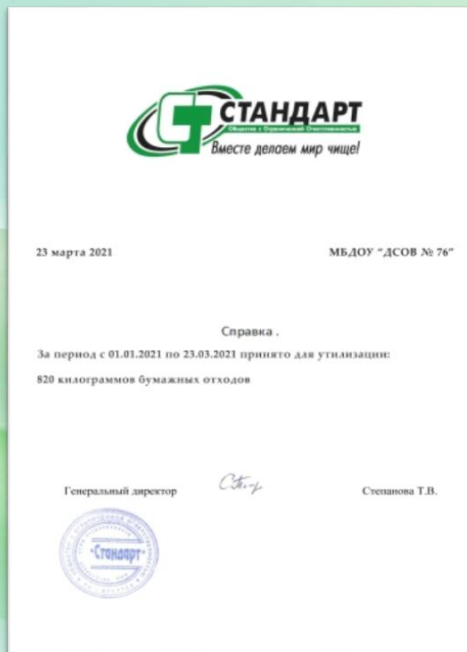 СТАНДАРТ
Общество с Ограниченной Ответственностью
Вместе делаем мир чище!
23 марта 2021
МБДОУ "ДСОВ № 76"
Справка .
За период с 01.01.2021 по 23.03.2021 принято для утилизации:
820 килограммов бумажных отходов
Генеральный директор
Степанова Т.В.
"Стандарт"